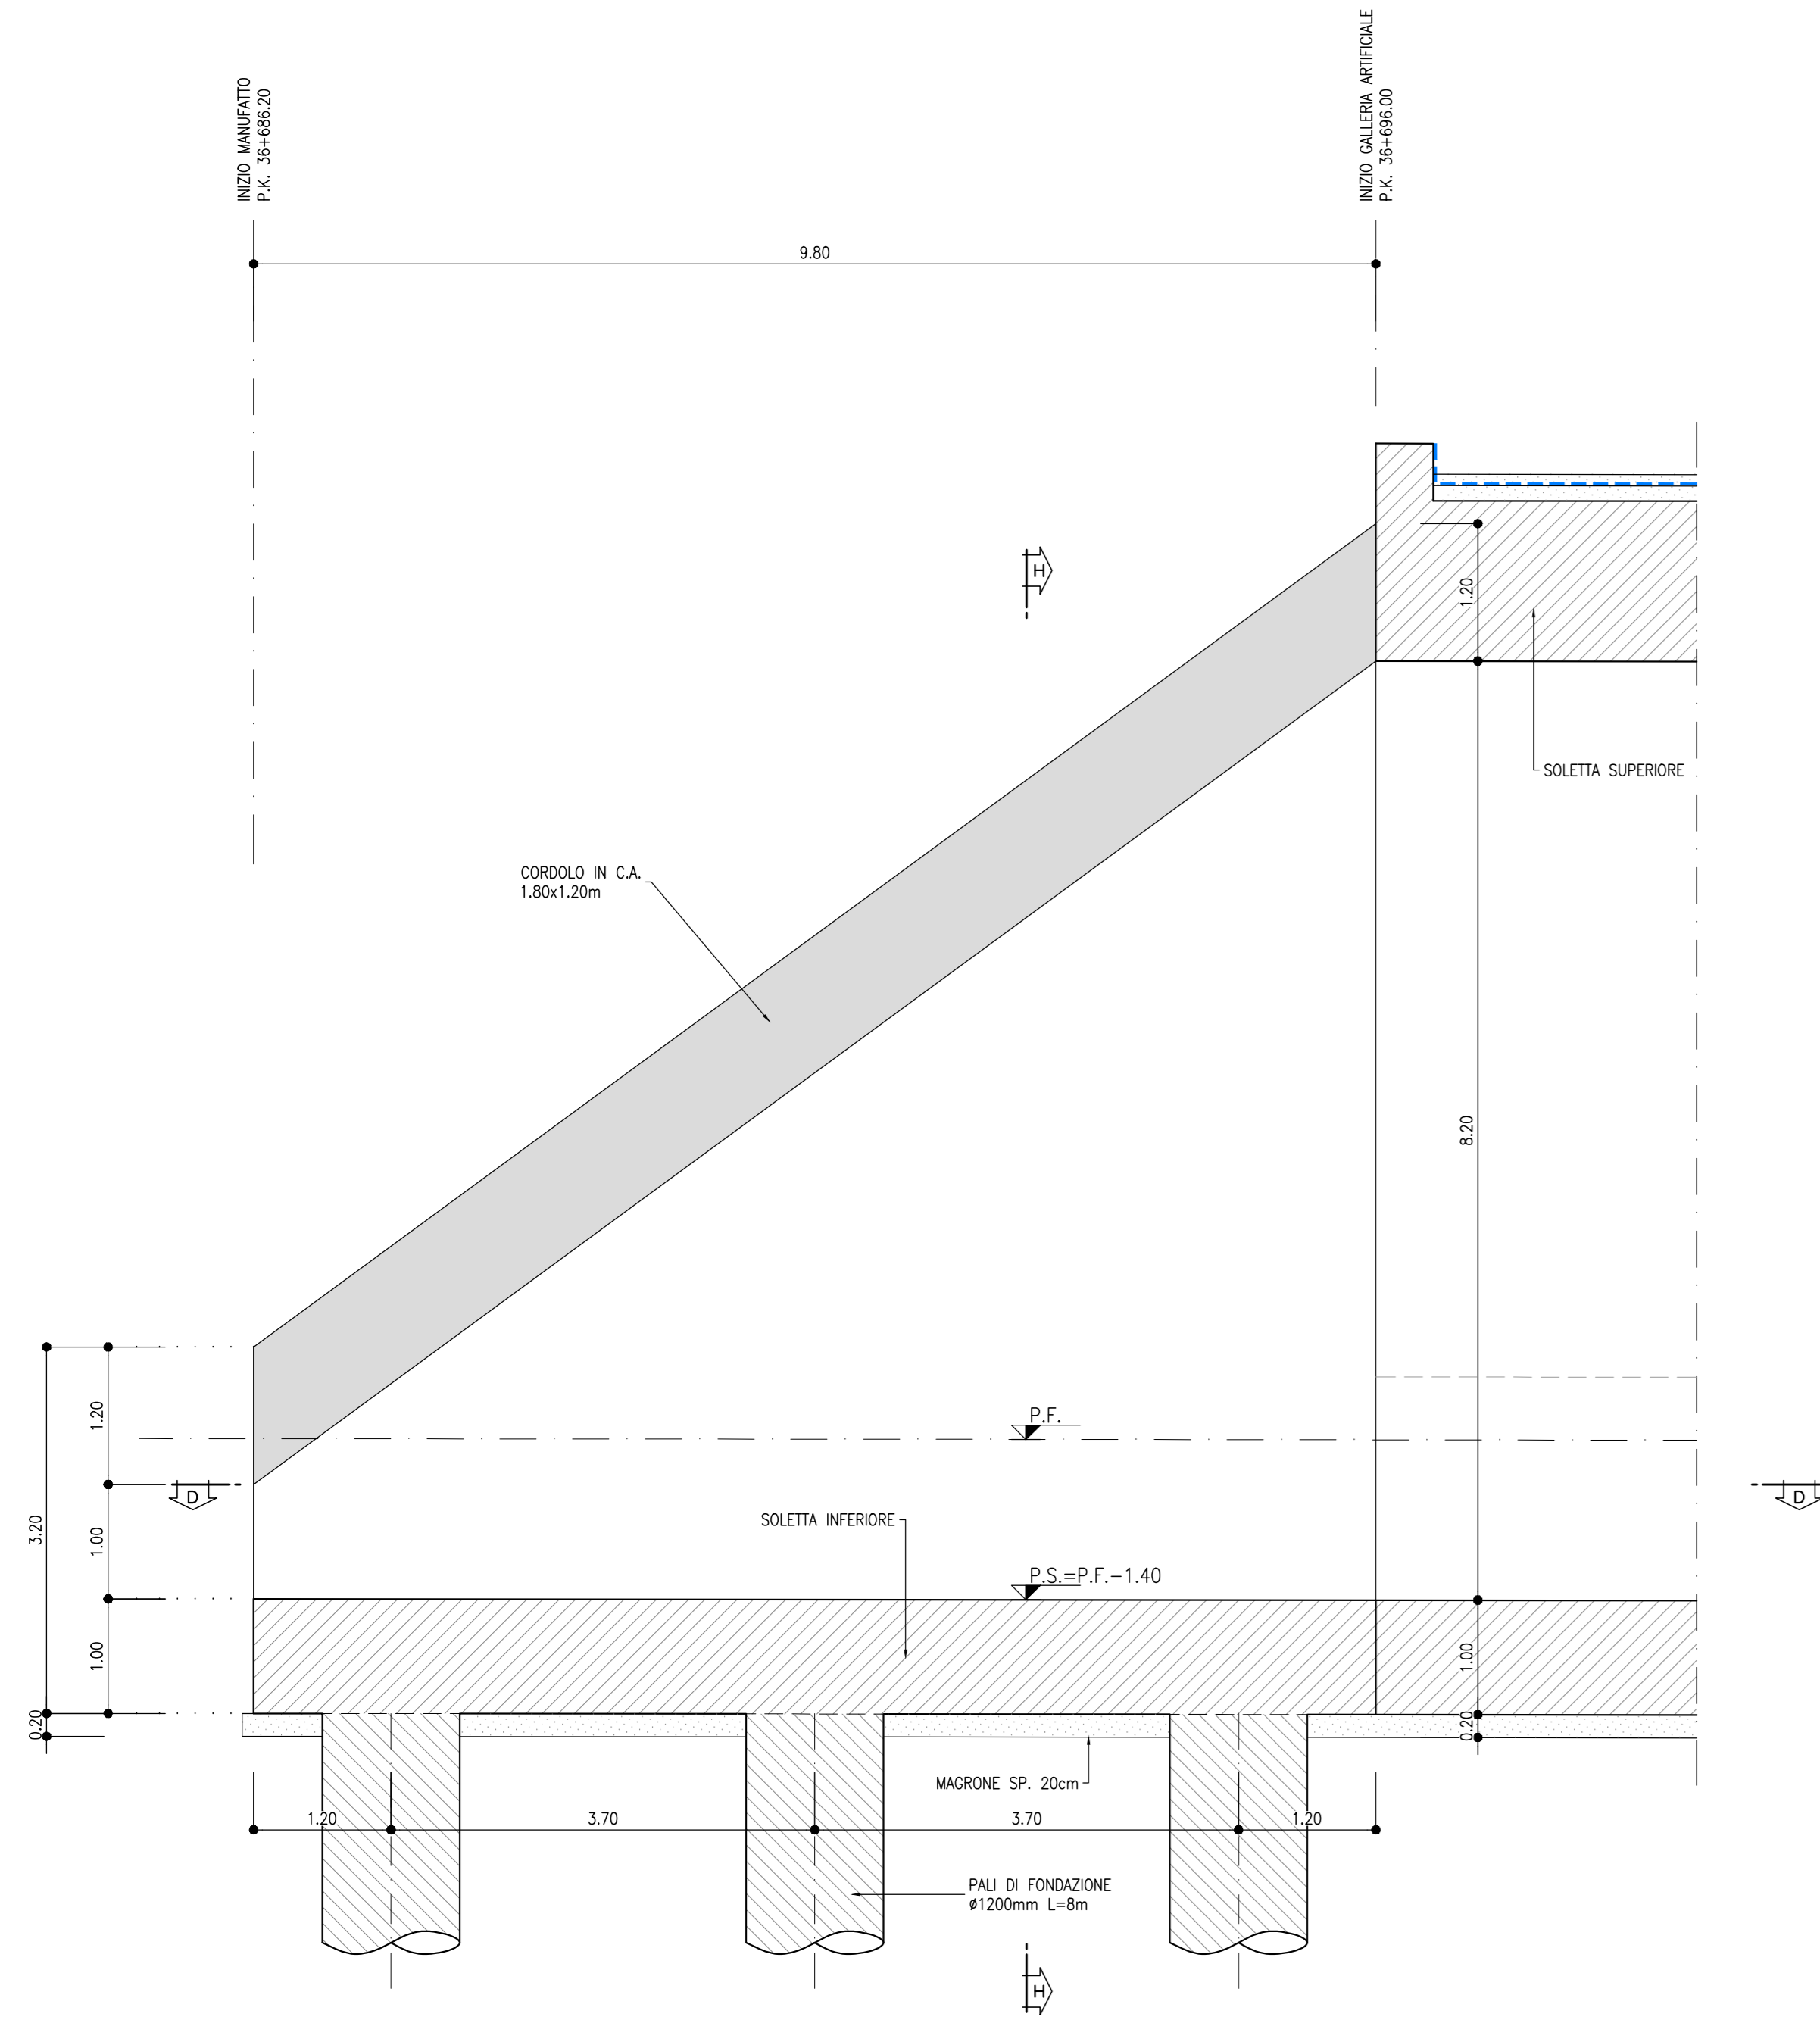 INIZIO MANUFATTO
P.K. 36+686.20
INIZIO GALLERIA ARTIFICIALE
P.K. 36+696.00
9.80
H
1.20
SOLETTA SUPERIORE
CORDOLO IN C.A.
1.80x1.20m
8.20
1.20
P.F.
D
D
3.20
1.00
SOLETTA INFERIORE
P.S.=P.F.-1.40
1.00
1.00
0.20
0.20
MAGRONE SP. 20cm
1.20
3.70
3.70
1.20
PALI DI FONDAZIONE
ø1200mm L=8m
H